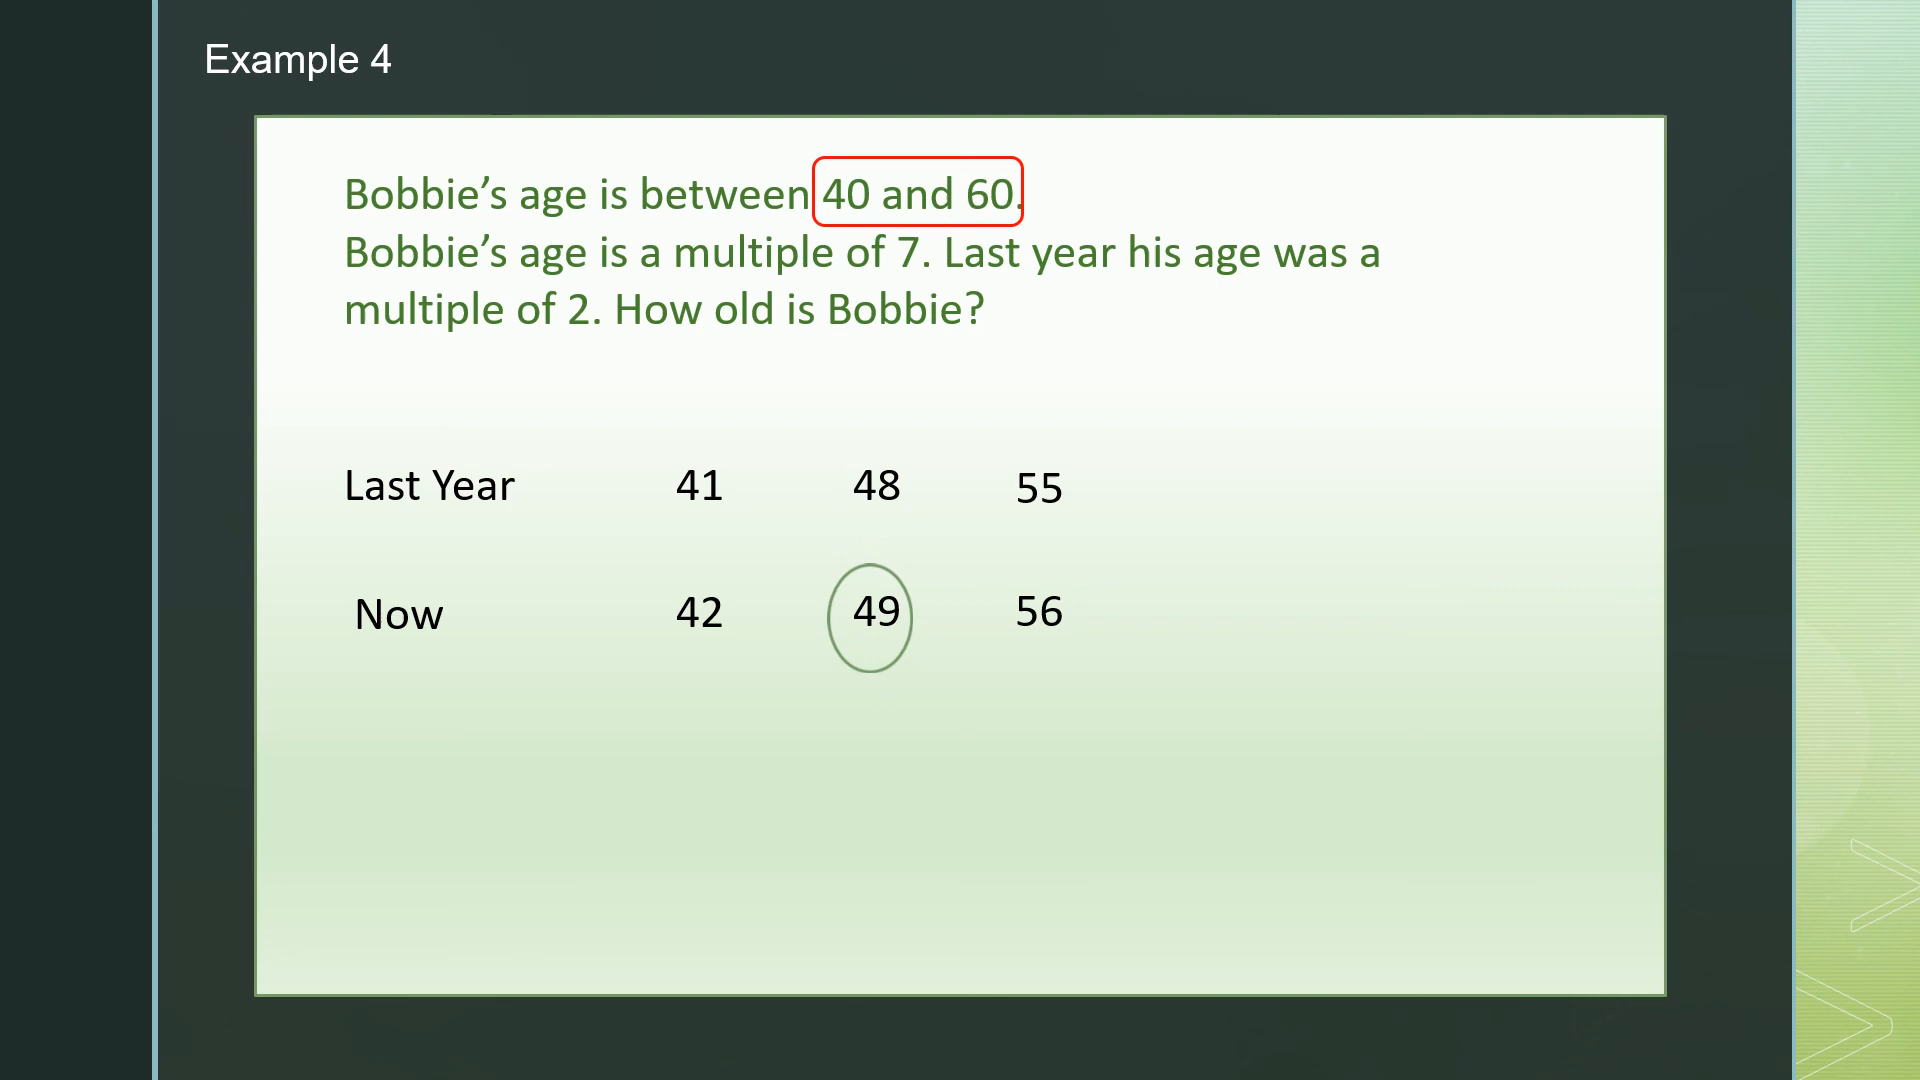 Example 4
Bobbie’s age is between 40 and 60.
Bobbie’s age is a multiple of 7. Last year his age was a
multiple of 2. How old is Bobbie?
Last Year 41 48 55
Now 42 49 56